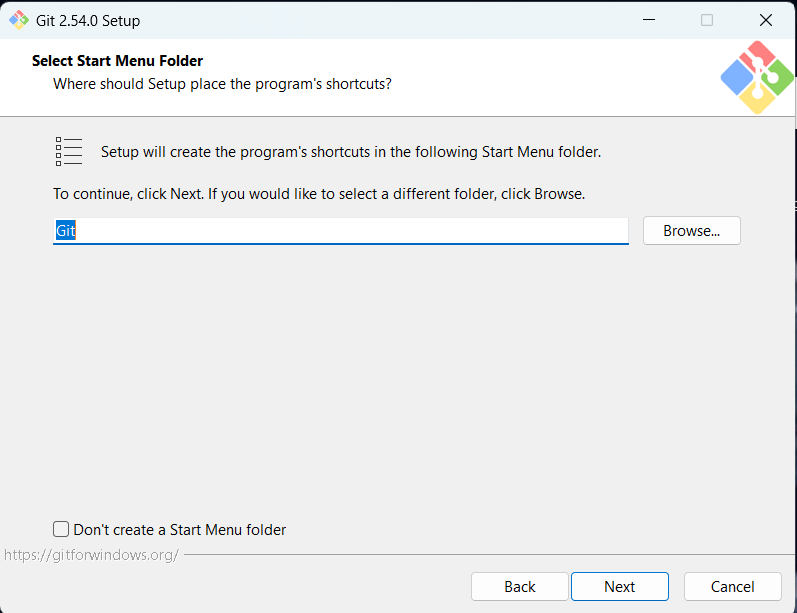 Git 2.54.0 Setup
Select Start Menu Folder
Where should Setup place the program's shortcuts?
Setup will create the program's shortcuts in the following Start Menu folder.
To continue, click Next. If you would like to select a different folder, click Browse.
Git
Browse...
Don't create a Start Menu folder
https://gitforwindows.org/
Back
Next
Cancel